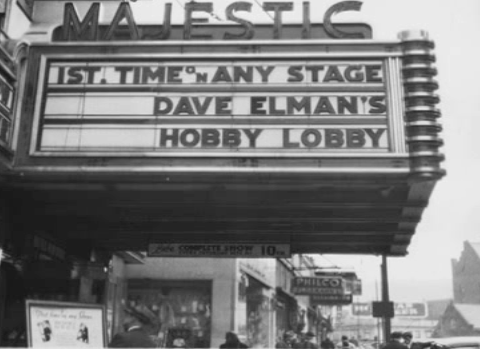 MAJESTIC
1ST. TIME ON ANY STAGE
DAVE ELMAN'S
HOBBY LOBBY
COMPLETE SHOW 10
PHILCO